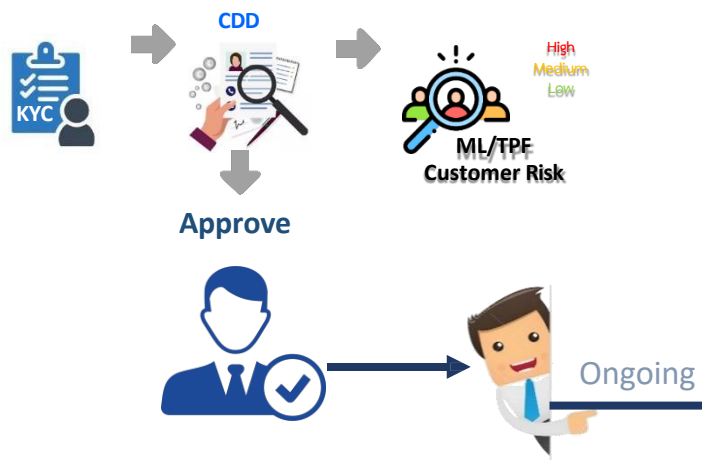 CDD
KYC
High
Medium
Low
ML/TPF
Customer Risk
Approve
Ongoing